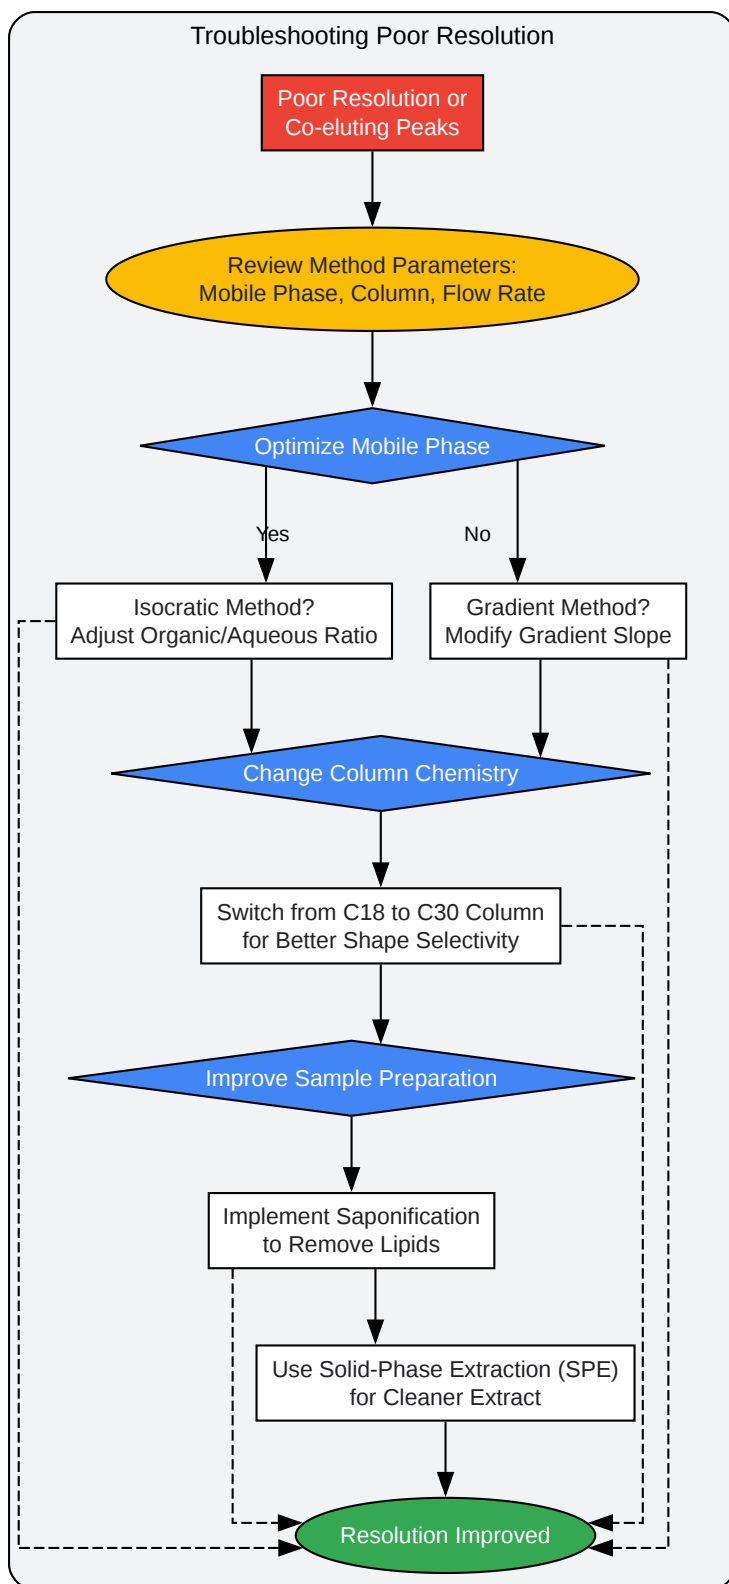 Troubleshooting Poor Resolution
Poor Resolution or
Co-eluting Peaks
Review Method Parameters:
Mobile Phase, Column, Flow Rate
Optimize Mobile Phase
Yes
No
Isocratic Method?
Adjust Organic/Aqueous Ratio
Gradient Method?
Modify Gradient Slope
Change Column Chemistry
Switch from C18 to C30 Column
for Better Shape Selectivity
Improve Sample Preparation
Implement Saponification
to Remove Lipids
Use Solid-Phase Extraction (SPE)
for Cleaner Extract
Resolution Improved